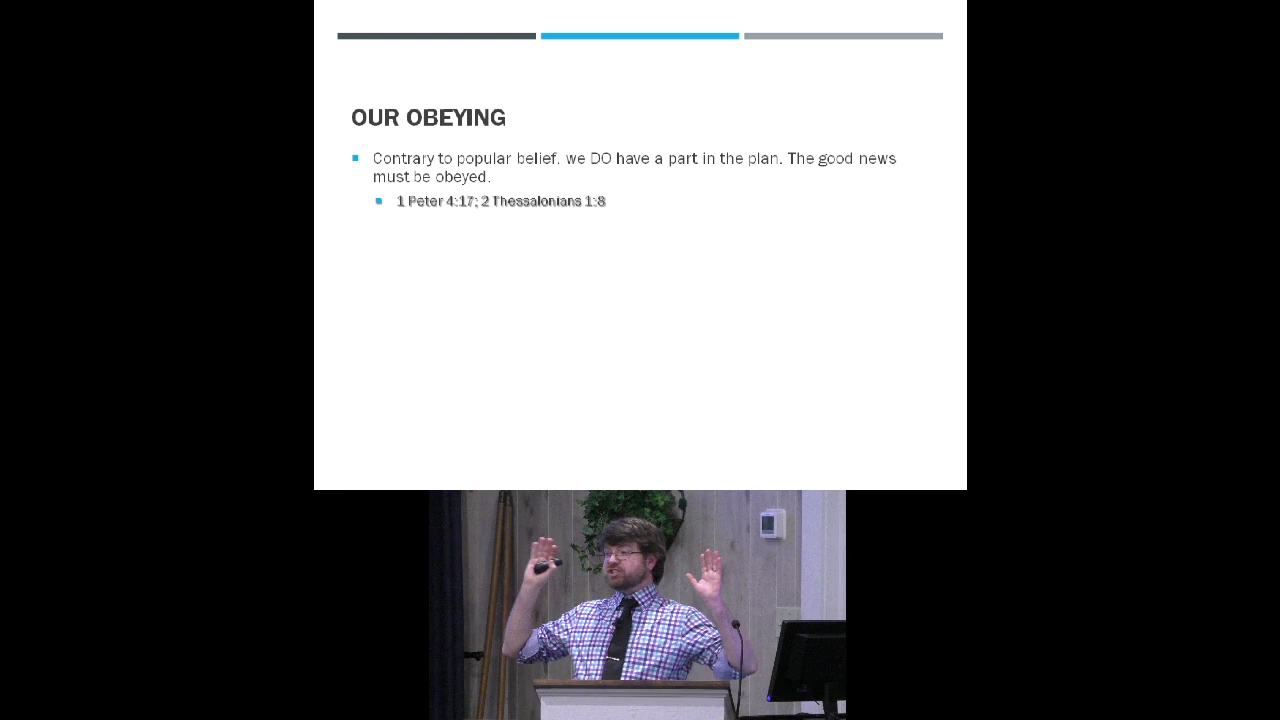 OUR OBEYING
Contrary to popular belief, we DO have a part in the plan. The good news
must be obeyed.
1 Peter 4:17; 2 Thessalonians 1:8